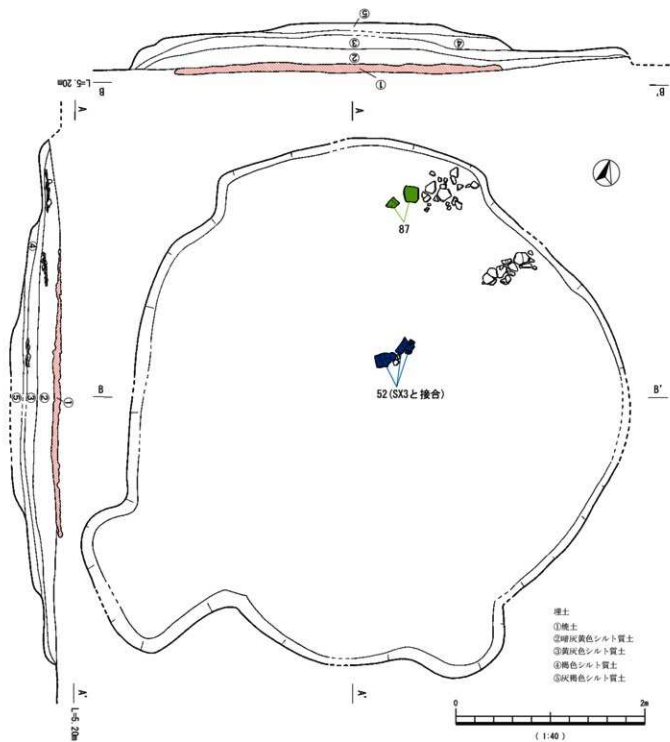 ⑤
③
④
②
①
L=5.20m
B
B'
A
A
87
52(SX3と接合)
④
⑤③②
①
B
B'
A'
A'
L=5.20m
埋土
①焼土
②暗灰黄色シルト質土
③黄灰色シルト質土
④褐色シルト質土
⑤灰褐色シルト質土
0
2m
(1:40)